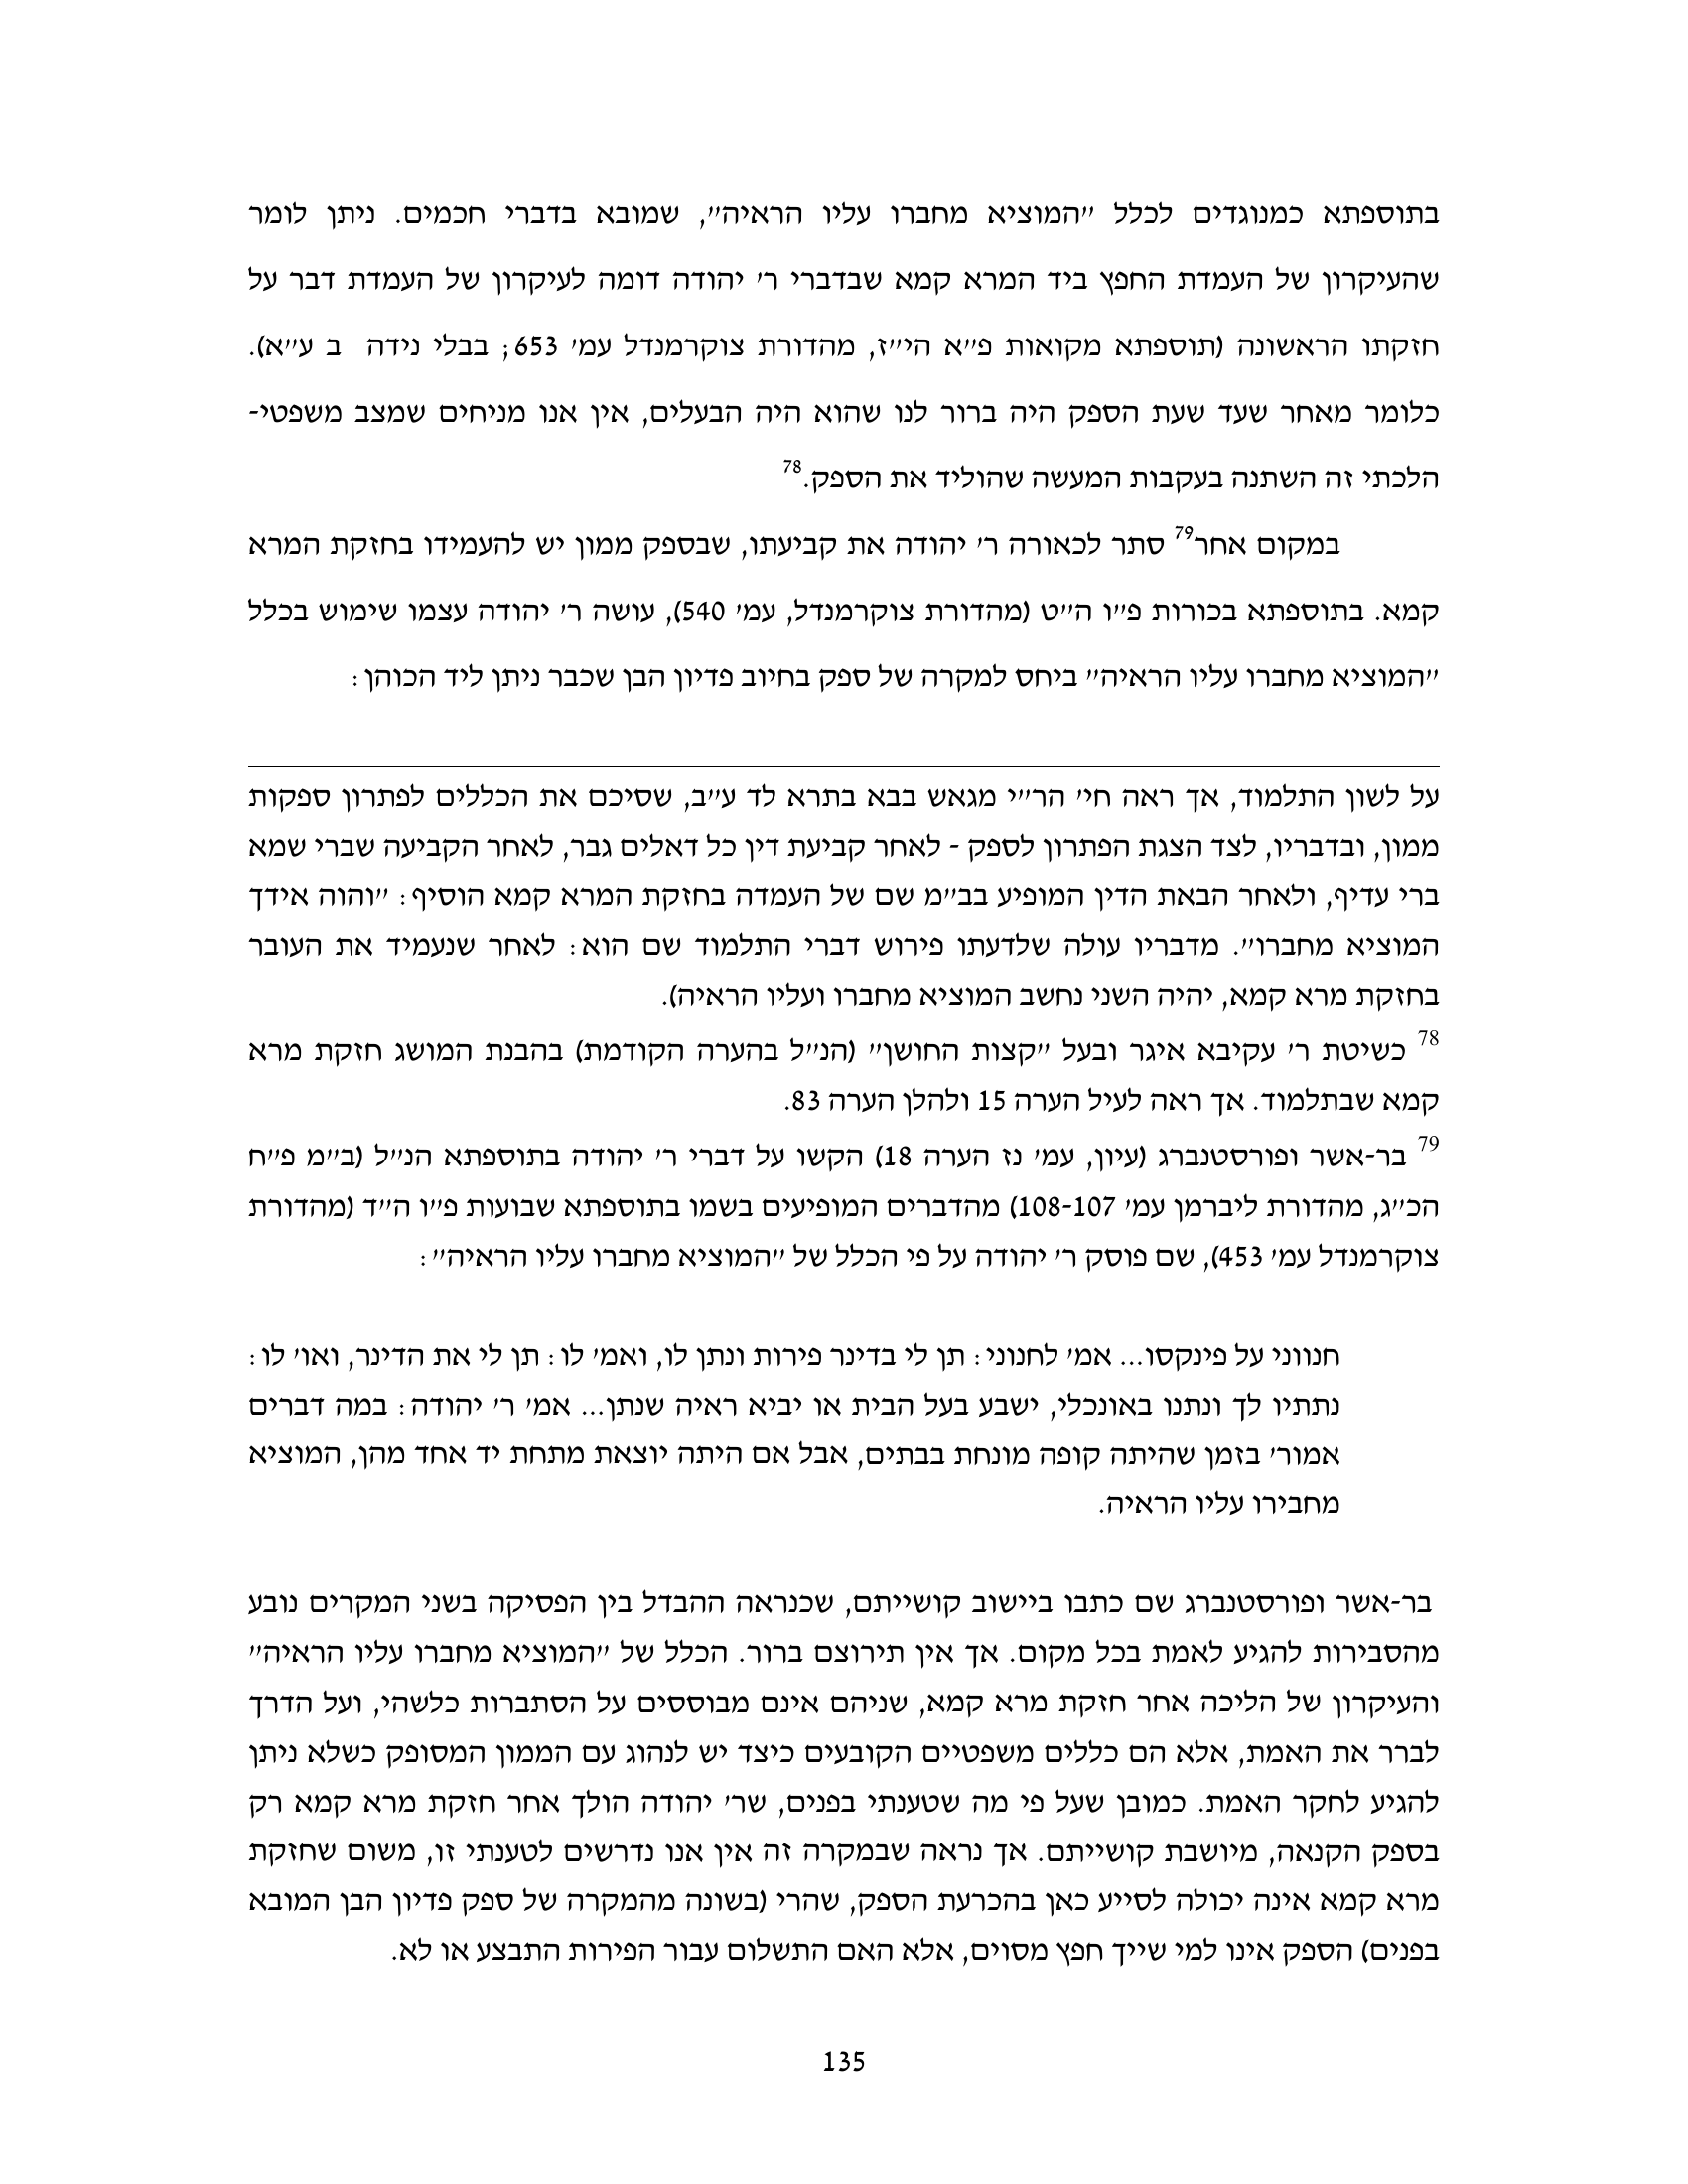 בתוספתא כמנוגדים לכלל "המוציא מחברו עליו הראיה", שמובא בדברי חכמים. ניתן לומר
שהעיקרון של העמדת החפץ ביד המרא קמא שבדברי ר' יהודה דומה לעיקרון של העמדת דבר על
חזקתו הראשונה (תוספתא מקואות פ"א הי"ז, מהדורת צוקרמנדל עמ' 653; בבלי נידה ב ע"א).
כלומר מאחר שעד שעת הספק היה ברור לנו שהוא היה הבעלים, אין אנו מניחים שמצב משפטי-
הלכתי זה השתנה בעקבות המעשה שהוליד את הספק.78
במקום אחר79 סתר לכאורה ר' יהודה את קביעתו, שבספק ממון יש להעמידו בחזקת המרא
קמא. בתוספתא בכורות פ"ו ה"ט (מהדורת צוקרמנדל, עמ' 540), עושה ר' יהודה עצמו שימוש בכלל
"המוציא מחברו עליו הראיה" ביחס למקרה של ספק בחיוב פדיון הבן שכבר ניתן ליד הכוהן:
על לשון התלמוד, אך ראה חי' הר"י מגאש בבא בתרא לד ע"ב, שסיכם את הכללים לפתרון ספקות
ממון, ובדבריו, לצד הצגת הפתרון לספק - לאחר קביעת דין כל דאלים גבר, לאחר הקביעה שברי שמא
ברי עדיף, ולאחר הבאת הדין המופיע בב"מ שם של העמדה בחזקת המרא קמא הוסיף: "והוה אידך
המוציא מחברו". מדבריו עולה שלדעתו פירוש דברי התלמוד שם הוא: לאחר שנעמיד את העובר
בחזקת מרא קמא, יהיה השני נחשב המוציא מחברו ועליו הראיה).
78 כשיטת ר' עקיבא איגר ובעל "קצות החושן" (הנ"ל בהערה הקודמת) בהבנת המושג חזקת מרא
קמא שבתלמוד. אך ראה לעיל הערה 15 ולהלן הערה 83.
79 בר-אשר ופורסטנברג (עיון, עמ' נז הערה 18) הקשו על דברי ר' יהודה בתוספתא הנ"ל (ב"מ פ"ח
הכ"ג, מהדורת ליברמן עמ' 108-107) מהדברים המופיעים בשמו בתוספתא שבועות פ"ו ה"ד (מהדורת
צוקרמנדל עמ' 453), שם פוסק ר' יהודה על פי הכלל של "המוציא מחברו עליו הראיה":
חנווני על פינקסו... אמ' לחנוני: תן לי בדינר פירות ונתן לו, ואמ' לו: תן לי את הדינר, ואו' לו:
נתתיו לך ונתנו באונכלי, ישבע בעל הבית או יביא ראיה שנתן... אמ' ר' יהודה: במה דברים
אמור' בזמן שהיתה קופה מונחת בבתים, אבל אם היתה יוצאת מתחת יד אחד מהן, המוציא
מחבירו עליו הראיה.
בר-אשר ופורסטנברג שם כתבו ביישוב קושייתם, שכנראה ההבדל בין הפסיקה בשני המקרים נובע
מהסבירות להגיע לאמת בכל מקום. אך אין תירוצם ברור. הכלל של "המוציא מחברו עליו הראיה"
והעיקרון של הליכה אחר חזקת מרא קמא, שניהם אינם מבוססים על הסתברות כלשהי, ועל הדרך
לברר את האמת, אלא הם כללים משפטיים הקובעים כיצד יש לנהוג עם הממון המסופק כשלא ניתן
להגיע לחקר האמת. כמובן שעל פי מה שטענתי בפנים, שר' יהודה הולך אחר חזקת מרא קמא רק
בספק הקנאה, מיושבת קושייתם. אך נראה שבמקרה זה אין אנו נדרשים לטענתי זו, משום שחזקת
מרא קמא אינה יכולה לסייע כאן בהכרעת הספק, שהרי (בשונה מהמקרה של ספק פדיון הבן המובא
בפנים) הספק אינו למי שייך חפץ מסוים, אלא האם התשלום עבור הפירות התבצע או לא.
135